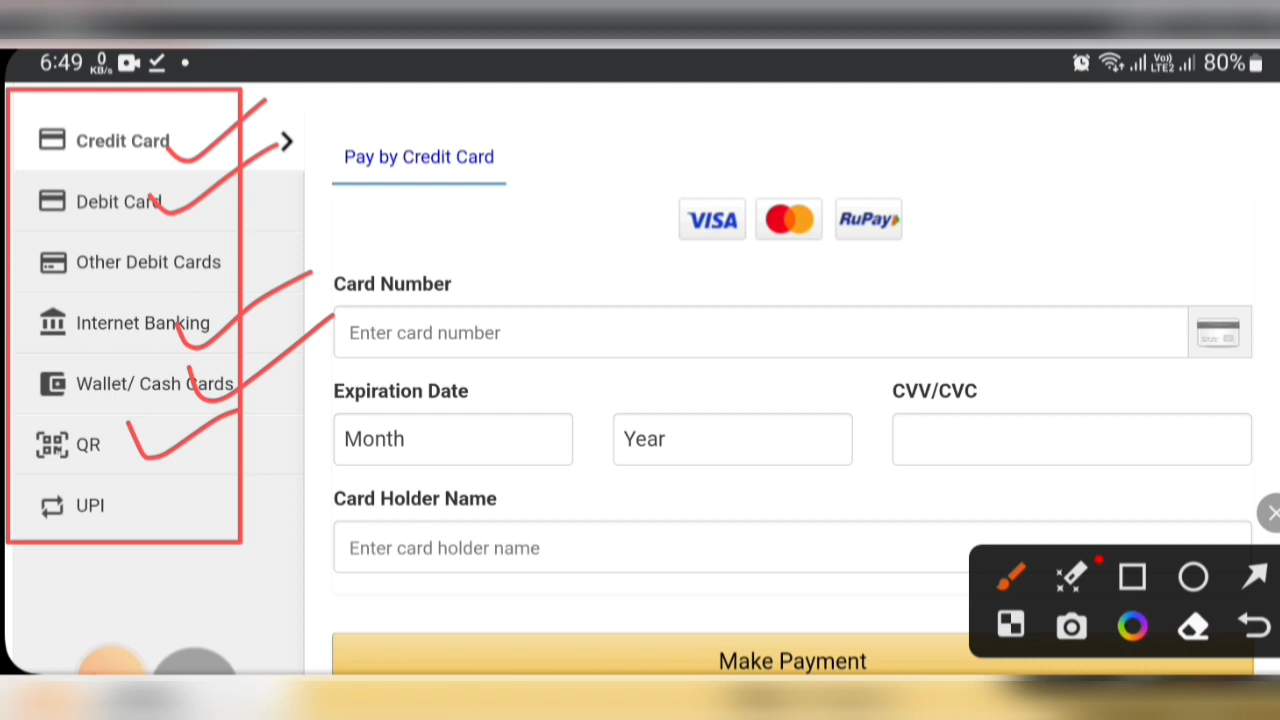 6:49 0 KB/s Vo) LTE2 80%
Credit Card
Debit Card
Other Debit Cards
Internet Banking
Wallet/ Cash Cards
QR
UPI
Pay by Credit Card
VISA RuPay
Card Number
Enter card number
Expiration Date CVV/CVC
Month Year
Card Holder Name
Enter card holder name
Make Payment